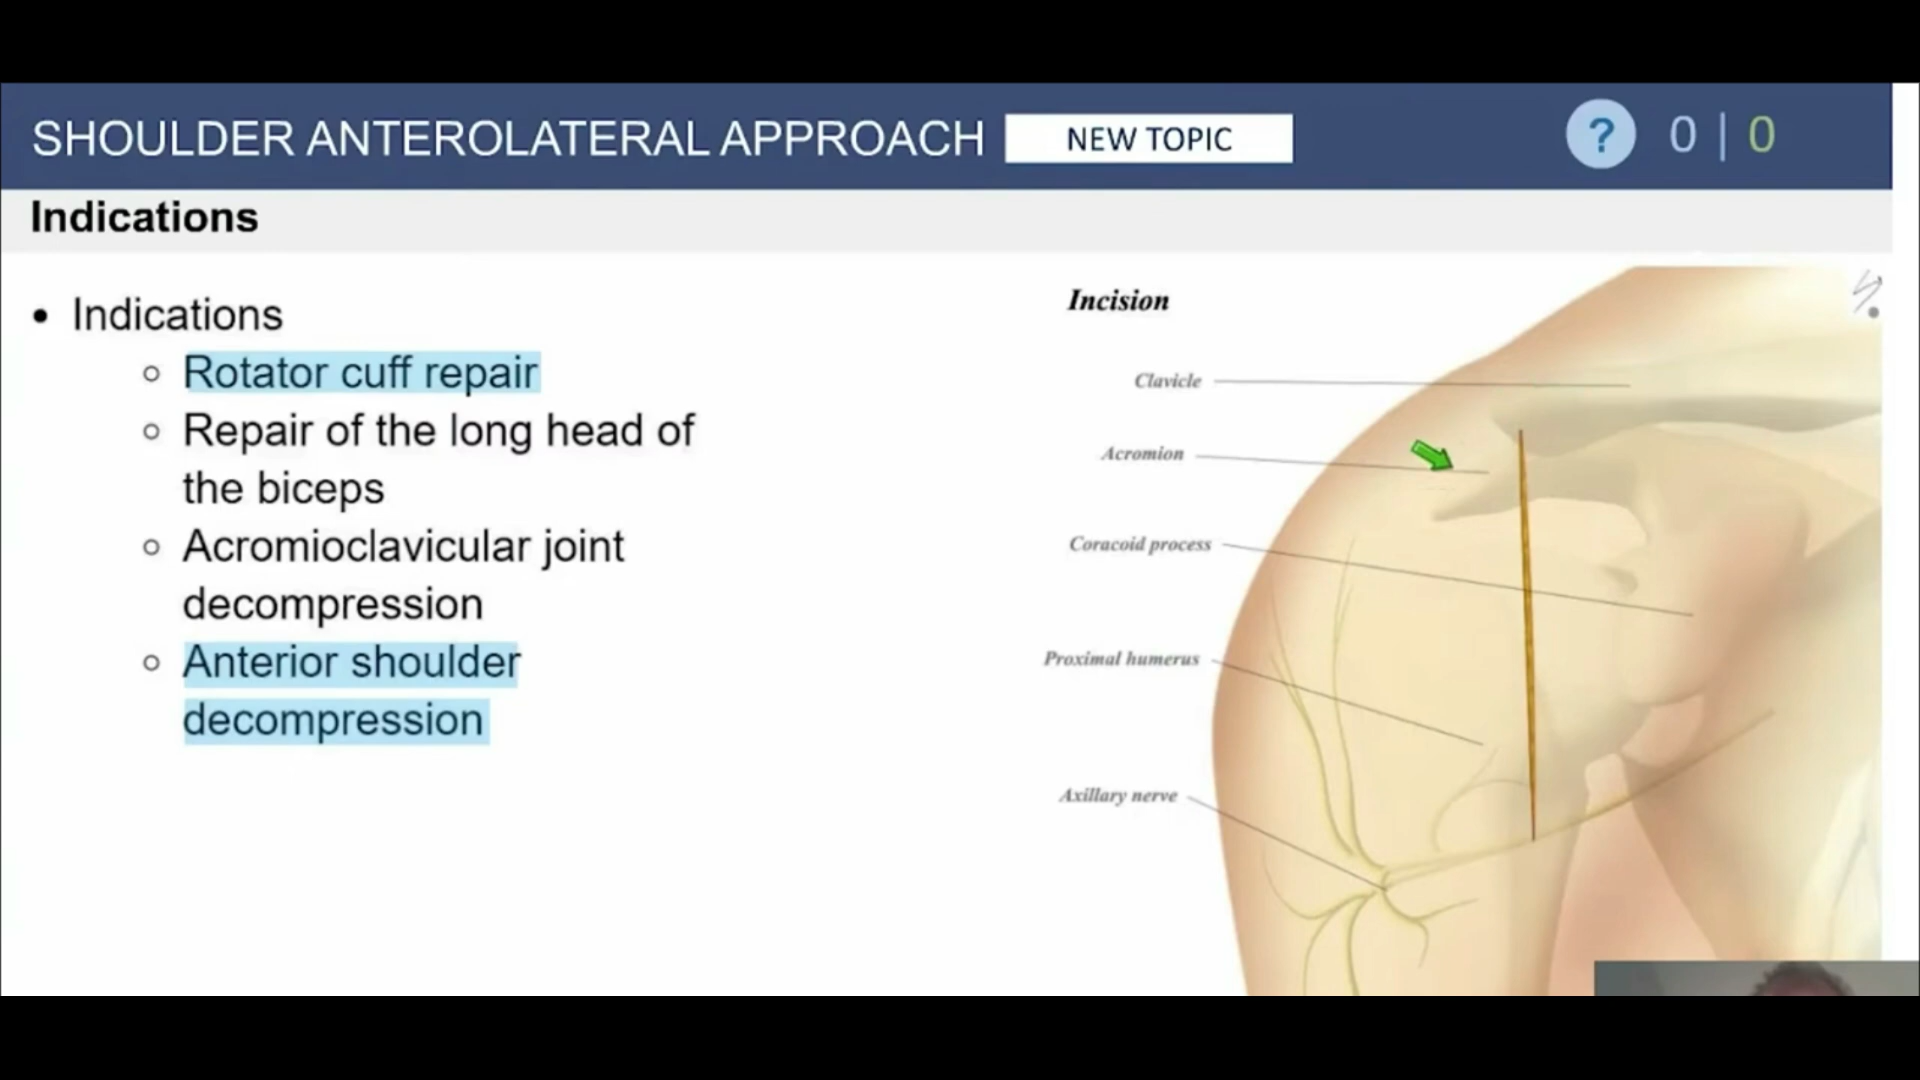 SHOULDER ANTEROLATERAL APPROACH NEW TOPIC ? 0 | 0
Indications
• Indications
○ Rotator cuff repair
○ Repair of the long head of
the biceps
○ Acromioclavicular joint
decompression
○ Anterior shoulder
decompression
Incision
Clavicle
Acromion
Coracoid process
Proximal humerus
Axillary nerve